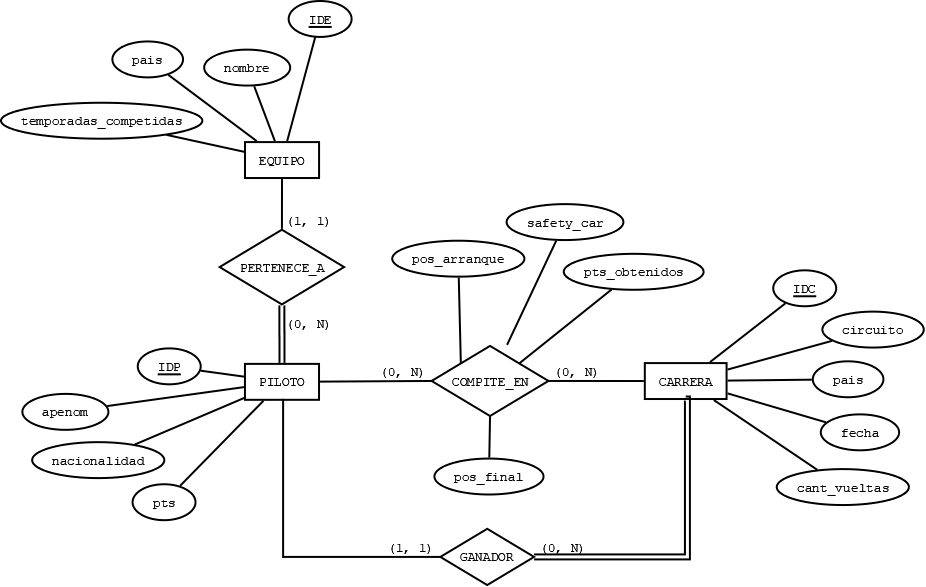 IDE
pais
nombre
temporadas_competidas
EQUIPO
(1, 1)
safety_car
pos_arranque
PERTENECE_A
pts_obtenidos
IDC
(0, N)
circuito
IDP
PILOTO
(0, N)
COMPITE_EN
(0, N)
CARRERA
pais
apenom
fecha
nacionalidad
pos_final
cant_vueltas
pts
(1, 1)
GANADOR
(0, N)